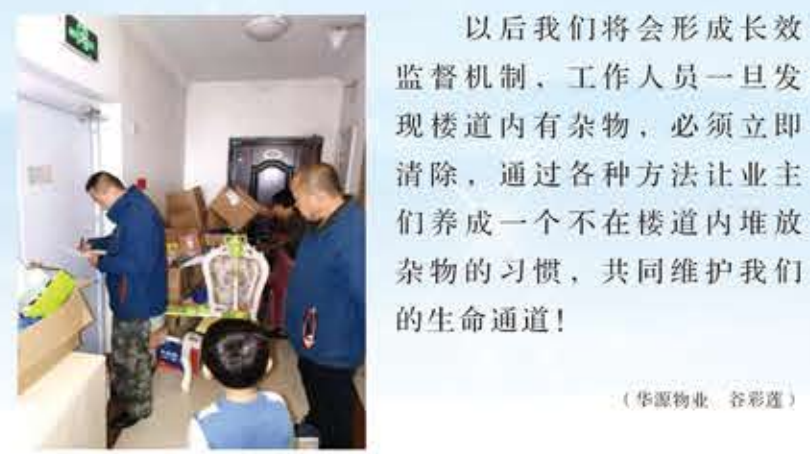 以后我们将会形成长效
监督机制，工作人员一旦发
现楼道内有杂物，必须立即
清除，通过各种方法让业主
们养成一个不在楼道内堆放
杂物的习惯，共同维护我们
的生命通道！
（华源物业 谷彩莲）